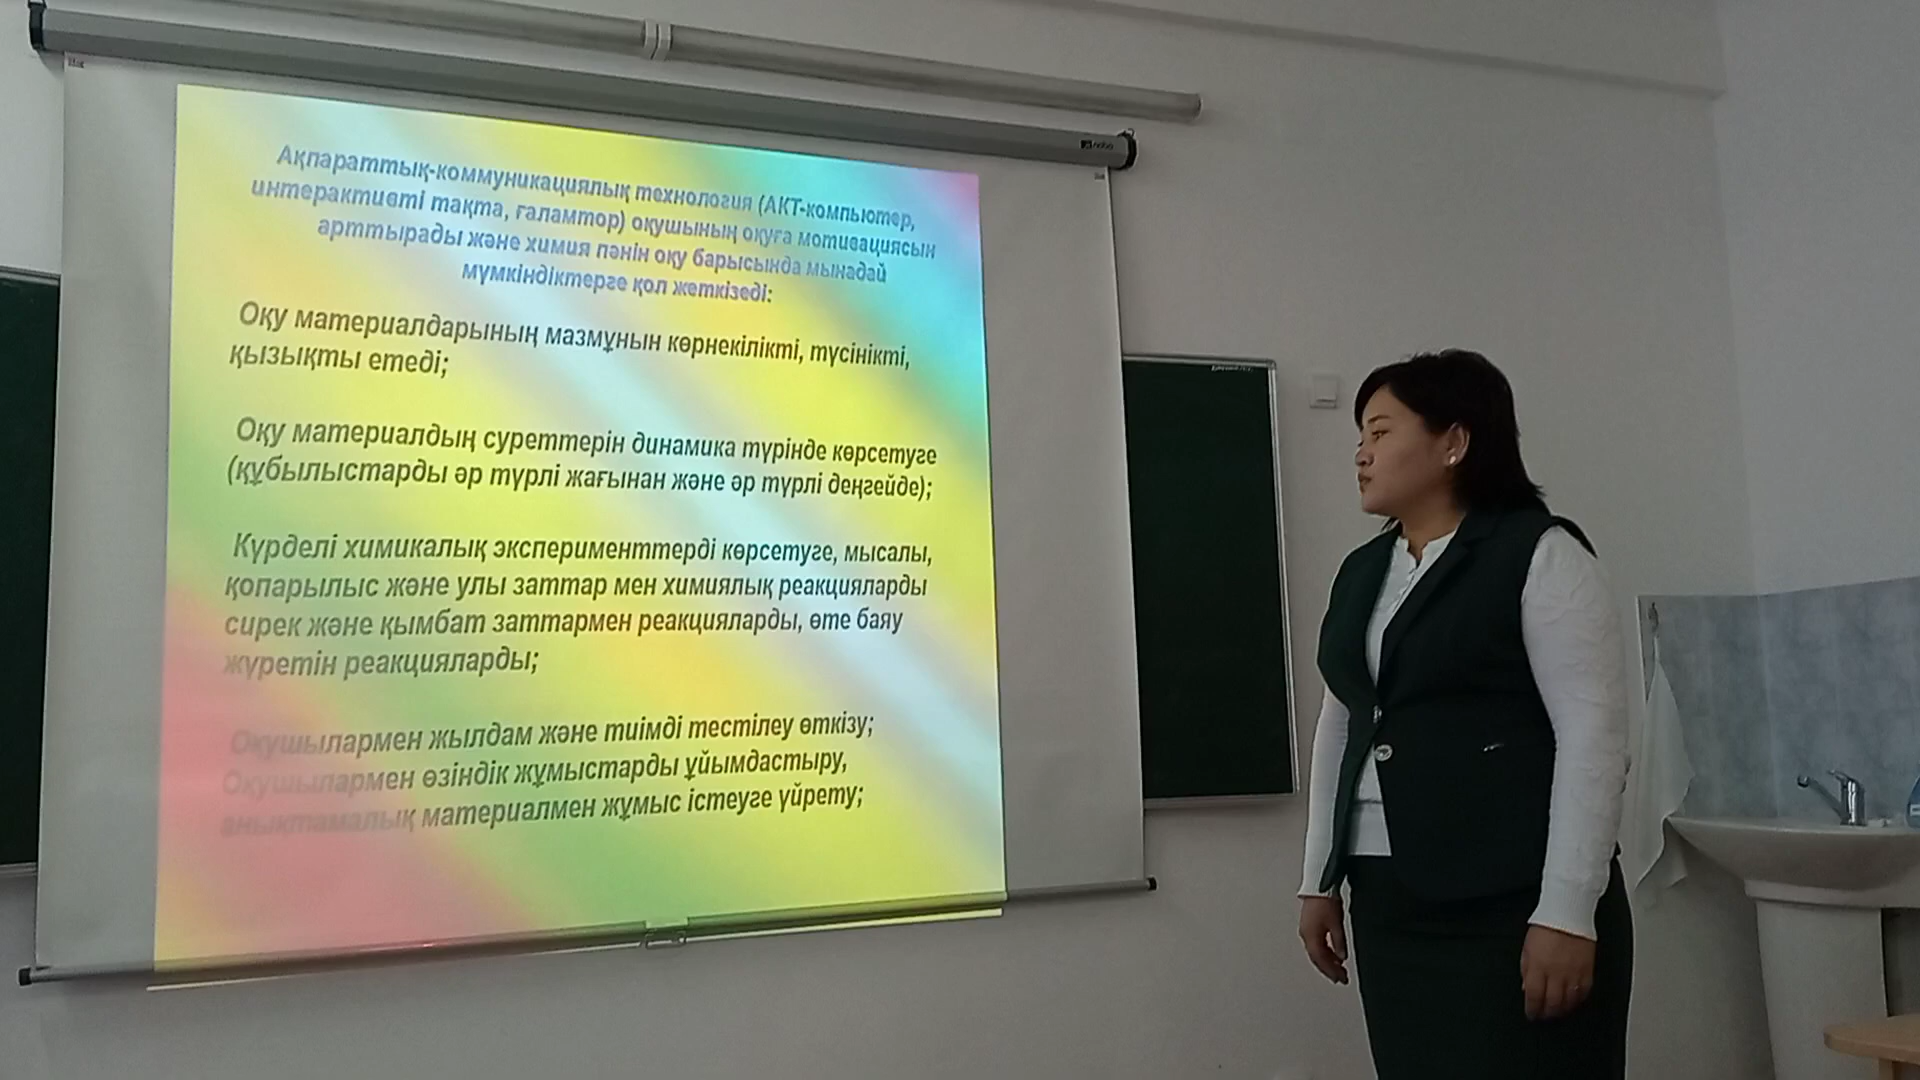 Ақпараттық-коммуникациялық технология (АКТ-компьютер,
интерактивті тақта, ғаламтор) оқушының оқуға мотивациясын
арттырады және химия пәнін оқу барысында мынадай
мүмкіндіктерге қол жеткізеді:
Оқу материалдарының мазмұнын көрнекілікті, түсінікті,
қызықты етеді;
Оқу материалдың суреттерін динамика түрінде көрсетуге
(құбылыстарды әр түрлі жағынан және әр түрлі деңгейде);
Күрделі химикалық эксперименттерді көрсетуге, мысалы,
қопарылыс және улы заттар мен химиялық реакцияларды
сирек және қымбат заттармен реакцияларды, өте баяу
жүретін реакцияларды;
Оқушылармен жылдам және тиімді тестілеу өткізу;
Оқушылармен өзіндік жұмыстарды ұйымдастыру,
анықтамалық материалмен жұмыс істеуге үйрету;
nobo